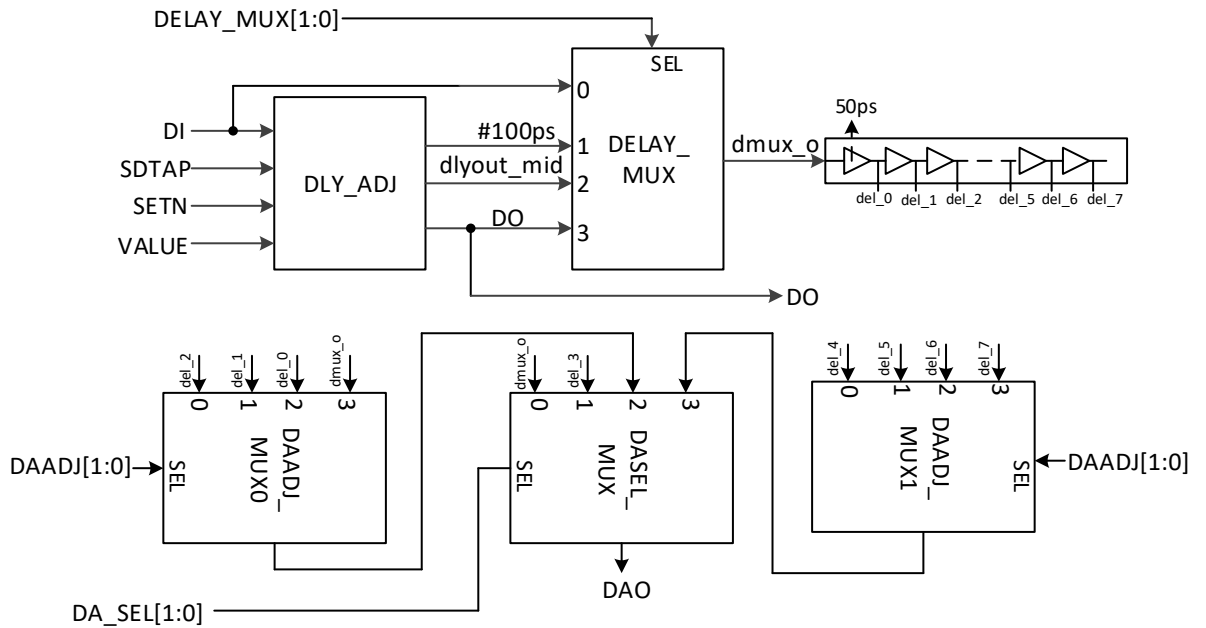 DELAY_MUX[1:0]
SEL
0
50ps
DI
#100ps
1
DELAY_
MUX
dmux_o
SDTAP
DLY_ADJ
dlyout_mid
2
SETN
del_0
del_1
del_2
del_5
del_6
del_7
DO
3
VALUE
DO
del_2
del_1
del_0
dmux_o
0
1
2
3
DAADJ_
MUX0
SEL
DAADJ[1:0]
dmux_o
del_3
0
1
2
3
DASEL_
MUX
SEL
del_4
del_5
del_6
del_7
0
1
2
3
DAADJ_
MUX1
SEL
DAADJ[1:0]
DAO
DA_SEL[1:0]